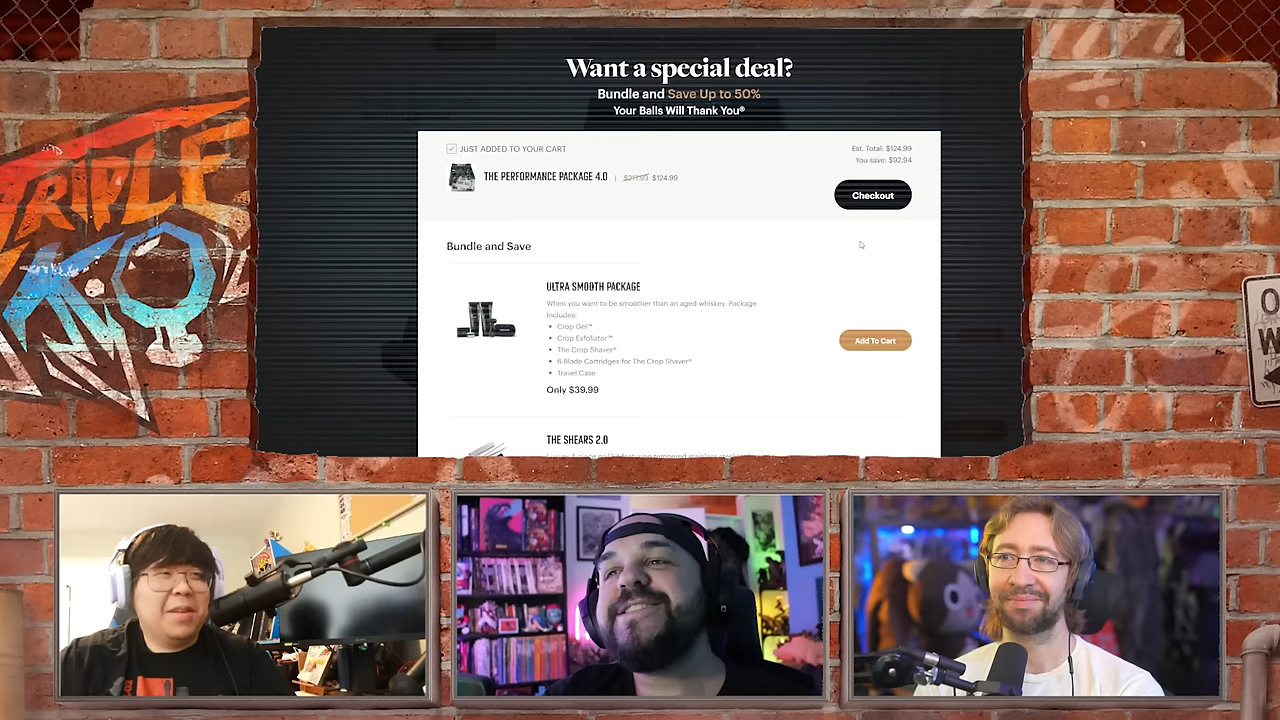 Want a special deal?
Bundle and Save Up to 50%
Your Balls Will Thank You®
JUST ADDED TO YOUR CART
Est. Total: $124.99
You save: $92.94
THE PERFORMANCE PACKAGE 4.0 | $217.93 $124.99
Checkout
Bundle and Save
ULTRA SMOOTH PACKAGE
When you want to be smoother than an aged whiskey. Package
Includes:
• Crop Gel™
• Crop Exfoliator™
• The Crop Shaver®
• 6 Blade Cartridges for The Crop Shaver®
• Travel Case
Only $39.99
Add To Cart
THE SHEARS 2.0
TRIPLE
K.O.